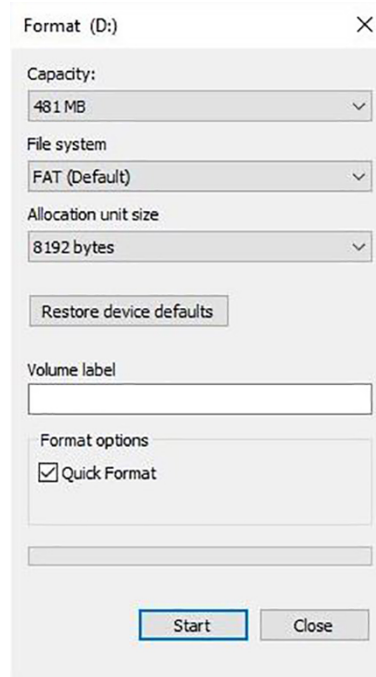 Format (D:)
Capacity:
481 MB
File system
FAT (Default)
Allocation unit size
8192 bytes
Restore device defaults
Volume label
Format options
Quick Format
Start Close